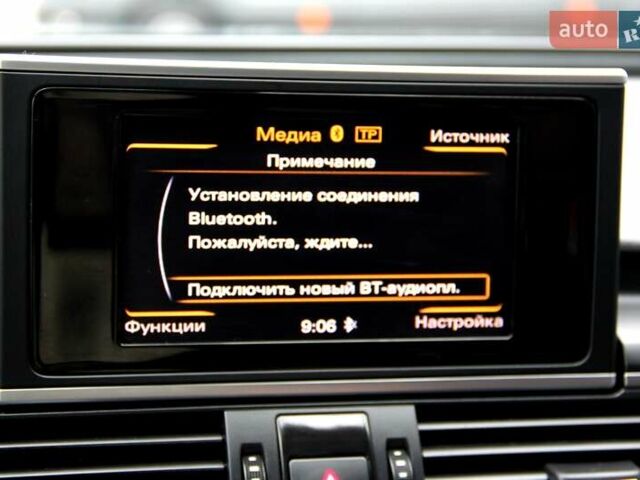 auto R
Медиа TP Источник
Примечание
Установление соединения
Bluetooth.
Пожалуйста, ждите...
Подключить новый BT-аудиопл.
Функции 9:06 Настройка